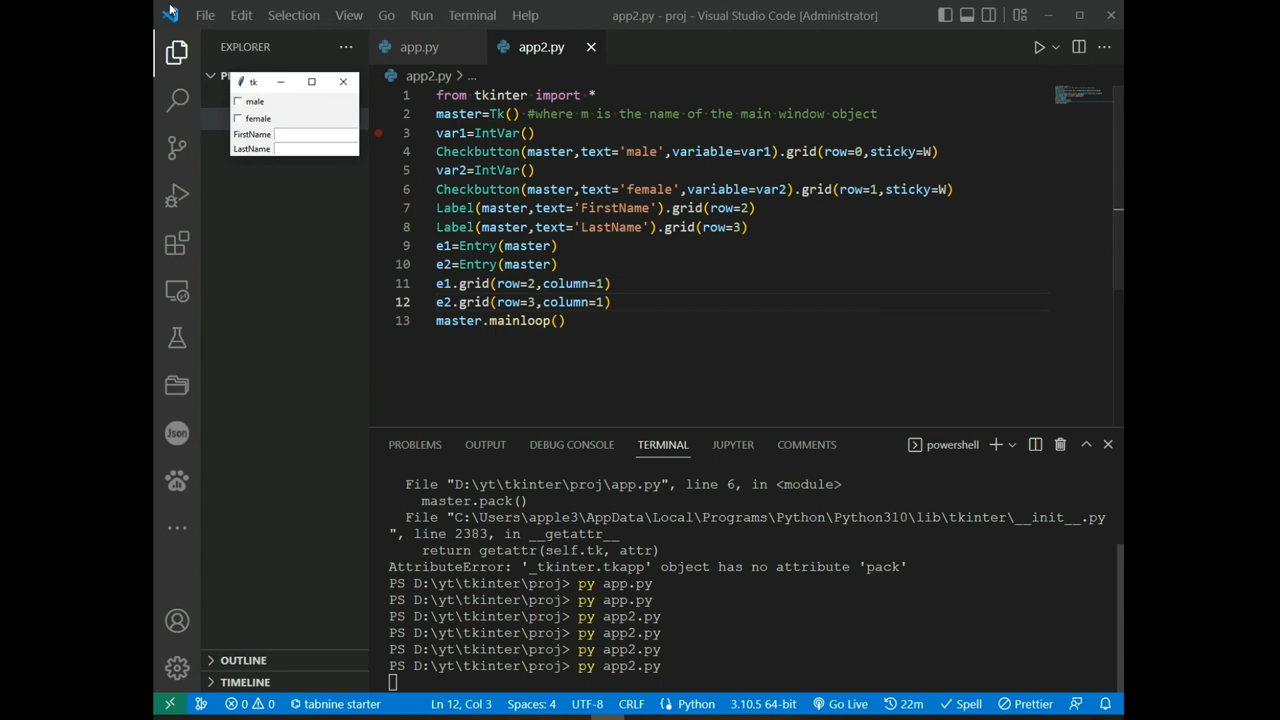 File Edit Selection View Go Run Terminal Help app2.py - proj - Visual Studio Code [Administrator]
EXPLORER
app.py app2.py
app2.py > ...
tk
male
female
FirstName
LastName
1 from tkinter import *
2 master=Tk() #where m is the name of the main window object
3 var1=IntVar()
4 Checkbutton(master,text='male',variable=var1).grid(row=0,sticky=W)
5 var2=IntVar()
6 Checkbutton(master,text='female',variable=var2).grid(row=1,sticky=W)
7 Label(master,text='FirstName').grid(row=2)
8 Label(master,text='LastName').grid(row=3)
9 e1=Entry(master)
10 e2=Entry(master)
11 e1.grid(row=2,column=1)
12 e2.grid(row=3,column=1)
13 master.mainloop()
PROBLEMS OUTPUT DEBUG CONSOLE TERMINAL JUPYTER COMMENTS powershell
File "D:\yt\tkinter\proj\app.py", line 6, in <module>
master.pack()
File "C:\Users\apple3\AppData\Local\Programs\Python\Python310\lib\tkinter\__init__.py
", line 2383, in __getattr__
return getattr(self.tk, attr)
AttributeError: '_tkinter.tkapp' object has no attribute 'pack'
PS D:\yt\tkinter\proj> py app.py
PS D:\yt\tkinter\proj> py app.py
PS D:\yt\tkinter\proj> py app2.py
PS D:\yt\tkinter\proj> py app2.py
PS D:\yt\tkinter\proj> py app2.py
PS D:\yt\tkinter\proj> py app2.py
Json
OUTLINE
TIMELINE
0 0 tabnine starter Ln 12, Col 3 Spaces: 4 UTF-8 CRLF Python 3.10.5 64-bit Go Live 22m Spell Prettier